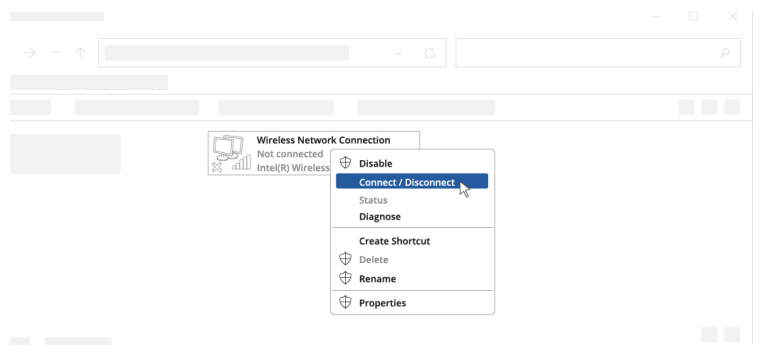 Wireless Network Connection
Not connected
Intel(R) Wireless
Disable
Connect / Disconnect
Status
Diagnose
Create Shortcut
Delete
Rename
Properties